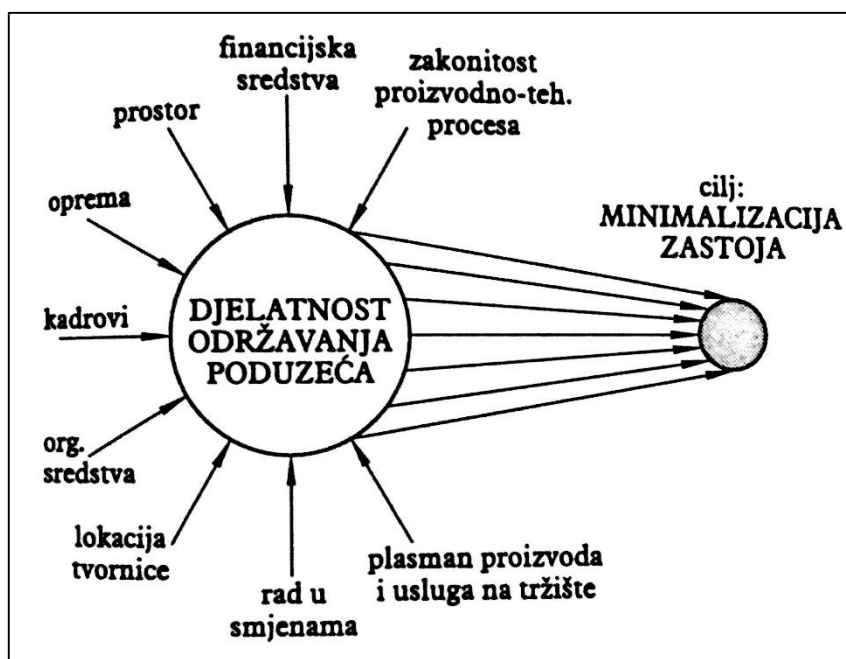 financijska
sredstva
zakonitost
proizvodno-teh.
procesa
prostor
oprema
kadrovi
org.
sredstva
lokacija
tvornice
rad u
smjenama
plasman proizvoda
i usluga na tržište
DJELATNOST
ODRŽAVANJA
PODUZEĆA
cilj:
MINIMALIZACIJA
ZASTOJA